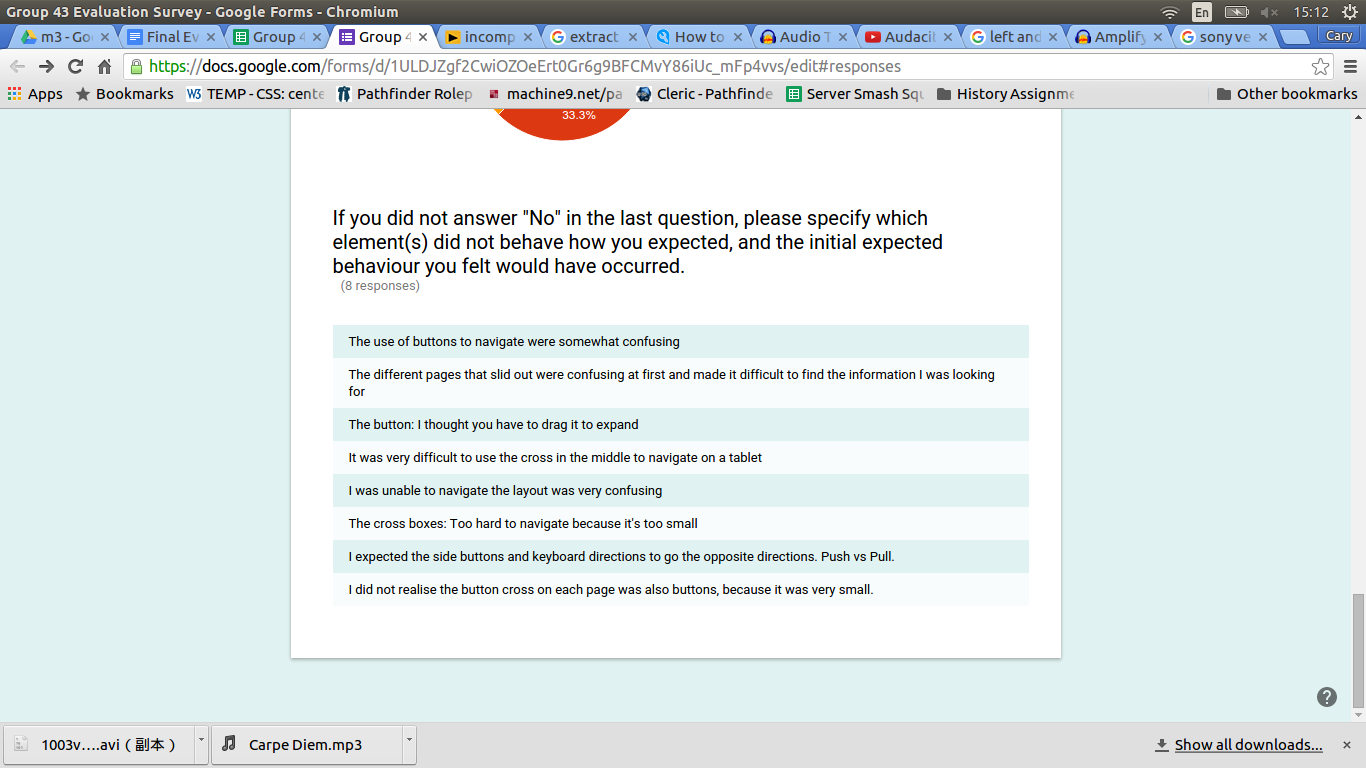 Group 43 Evaluation Survey - Google Forms - Chromium
En
15:12
m3 - Go
Final Ev
Group 4
Group 4
incomp
extract
How to
Audio T
Audacit
left and
Amplify
sony ve
Cary
https://docs.google.com/forms/d/1ULDJZgf2CwiOZOeErt0Gr6g9BFCMvY86iUc_mFp4vvs/edit#responses
Apps
Bookmarks
W3 TEMP - CSS: cente
Pathfinder Rolep
machine9.net/pa
Cleric - Pathfinde
Server Smash Squ
History Assignme
Other bookmarks
33.3%
If you did not answer "No" in the last question, please specify which
element(s) did not behave how you expected, and the initial expected
behaviour you felt would have occurred.
(8 responses)
The use of buttons to navigate were somewhat confusing
The different pages that slid out were confusing at first and made it difficult to find the information I was looking
for
The button: I thought you have to drag it to expand
It was very difficult to use the cross in the middle to navigate on a tablet
I was unable to navigate the layout was very confusing
The cross boxes: Too hard to navigate because it's too small
I expected the side buttons and keyboard directions to go the opposite directions. Push vs Pull.
I did not realise the button cross on each page was also buttons, because it was very small.
?
1003v....avi（副本）
Carpe Diem.mp3
Show all downloads...